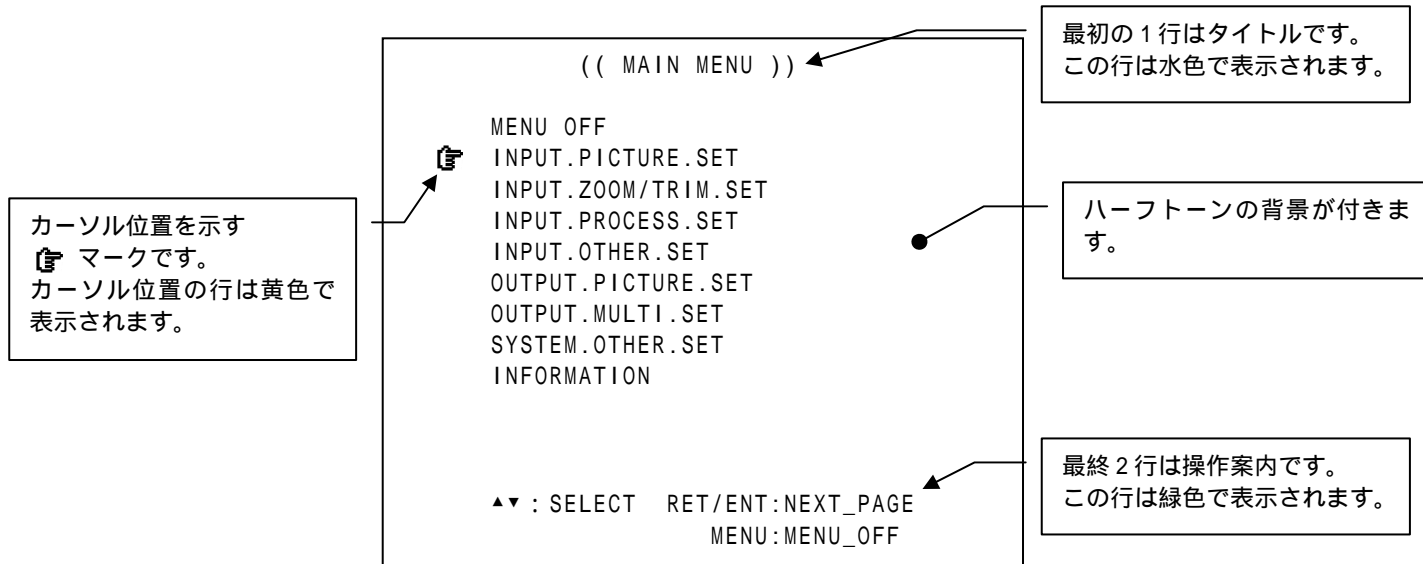 最初の1行はタイトルです。
この行は水色で表示されます。
(( MAIN MENU ))
MENU OFF
INPUT.PICTURE.SET
INPUT.ZOOM/TRIM.SET
INPUT.PROCESS.SET
INPUT.OTHER.SET
OUTPUT.PICTURE.SET
OUTPUT.MULTI.SET
SYSTEM.OTHER.SET
INFORMATION
▲▼:SELECT RET/ENT:NEXT_PAGE
MENU:MENU_OFF
カーソル位置を示す
☞ マークです。
カーソル位置の行は黄色で
表示されます。
ハーフトーンの背景が付きま
す。
最終2行は操作案内です。
この行は緑色で表示されます。